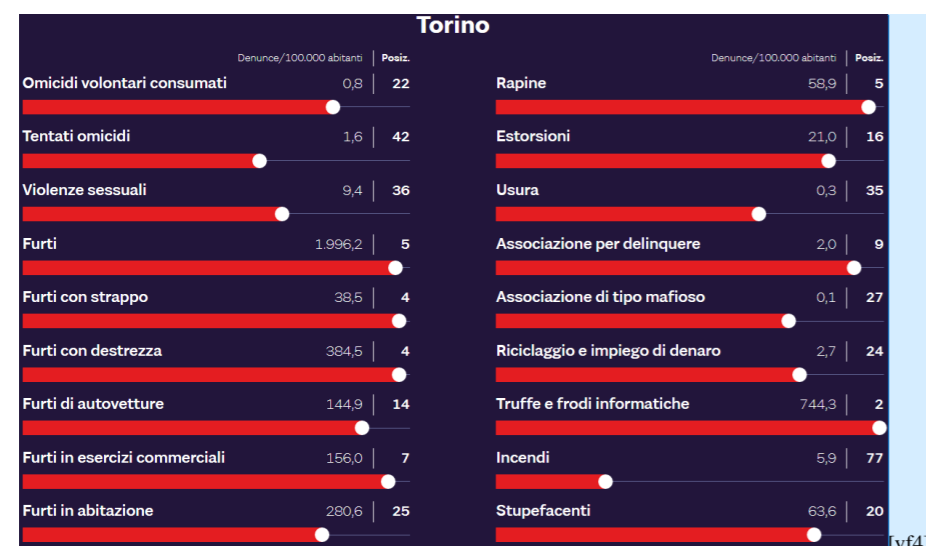 Torino
Denunce/100.000 abitanti Posiz.
Omicidi volontari consumati 0,8 22
Tentati omicidi 1,6 42
Violenze sessuali 9,4 36
Furti 1.996,2 5
Furti con strappo 38,5 4
Furti con destrezza 384,5 4
Furti di autovetture 144,9 14
Furti in esercizi commerciali 156,0 7
Furti in abitazione 280,6 25
Denunce/100.000 abitanti Posiz.
Rapine 58,9 5
Estorsioni 21,0 16
Usura 0,3 35
Associazione per delinquere 2,0 9
Associazione di tipo mafioso 0,1 27
Riciclaggio e impiego di denaro 2,7 24
Truffe e frodi informatiche 744,3 2
Incendi 5,9 77
Stupefacenti 63,6 20